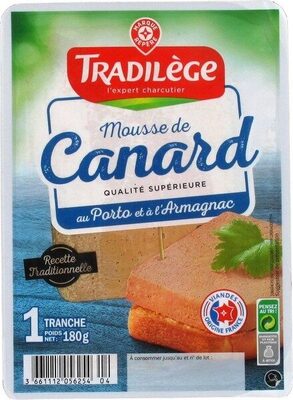 MARQUE
REPÈRE
TRADILÈGE
l'expert charcutier
Mousse de
Canard
QUALITÉ SUPÉRIEURE
au Porto et à l'Armagnac
Recette
Traditionnelle
VIANDES
ORIGINE FRANCE
1 TRANCHE
POIDS NET: 180g
PENSEZ
AU TRI !
À consommer jusqu'au et n° de lot :
3 661112 056254 04